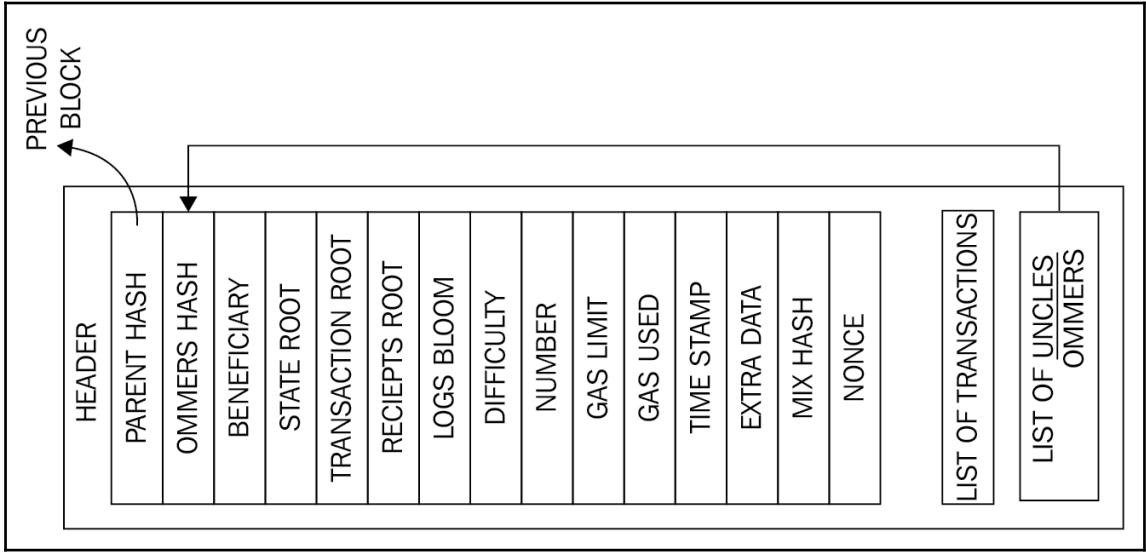 PREVIOUS
BLOCK
HEADER
PARENT HASH
OMMERS HASH
BENEFICIARY
STATE ROOT
TRANSACTION ROOT
RECIEPTS ROOT
LOGS BLOOM
DIFFICULTY
NUMBER
GAS LIMIT
GAS USED
TIME STAMP
EXTRA DATA
MIX HASH
NONCE
LIST OF TRANSACTIONS
LIST OF UNCLES
OMMERS